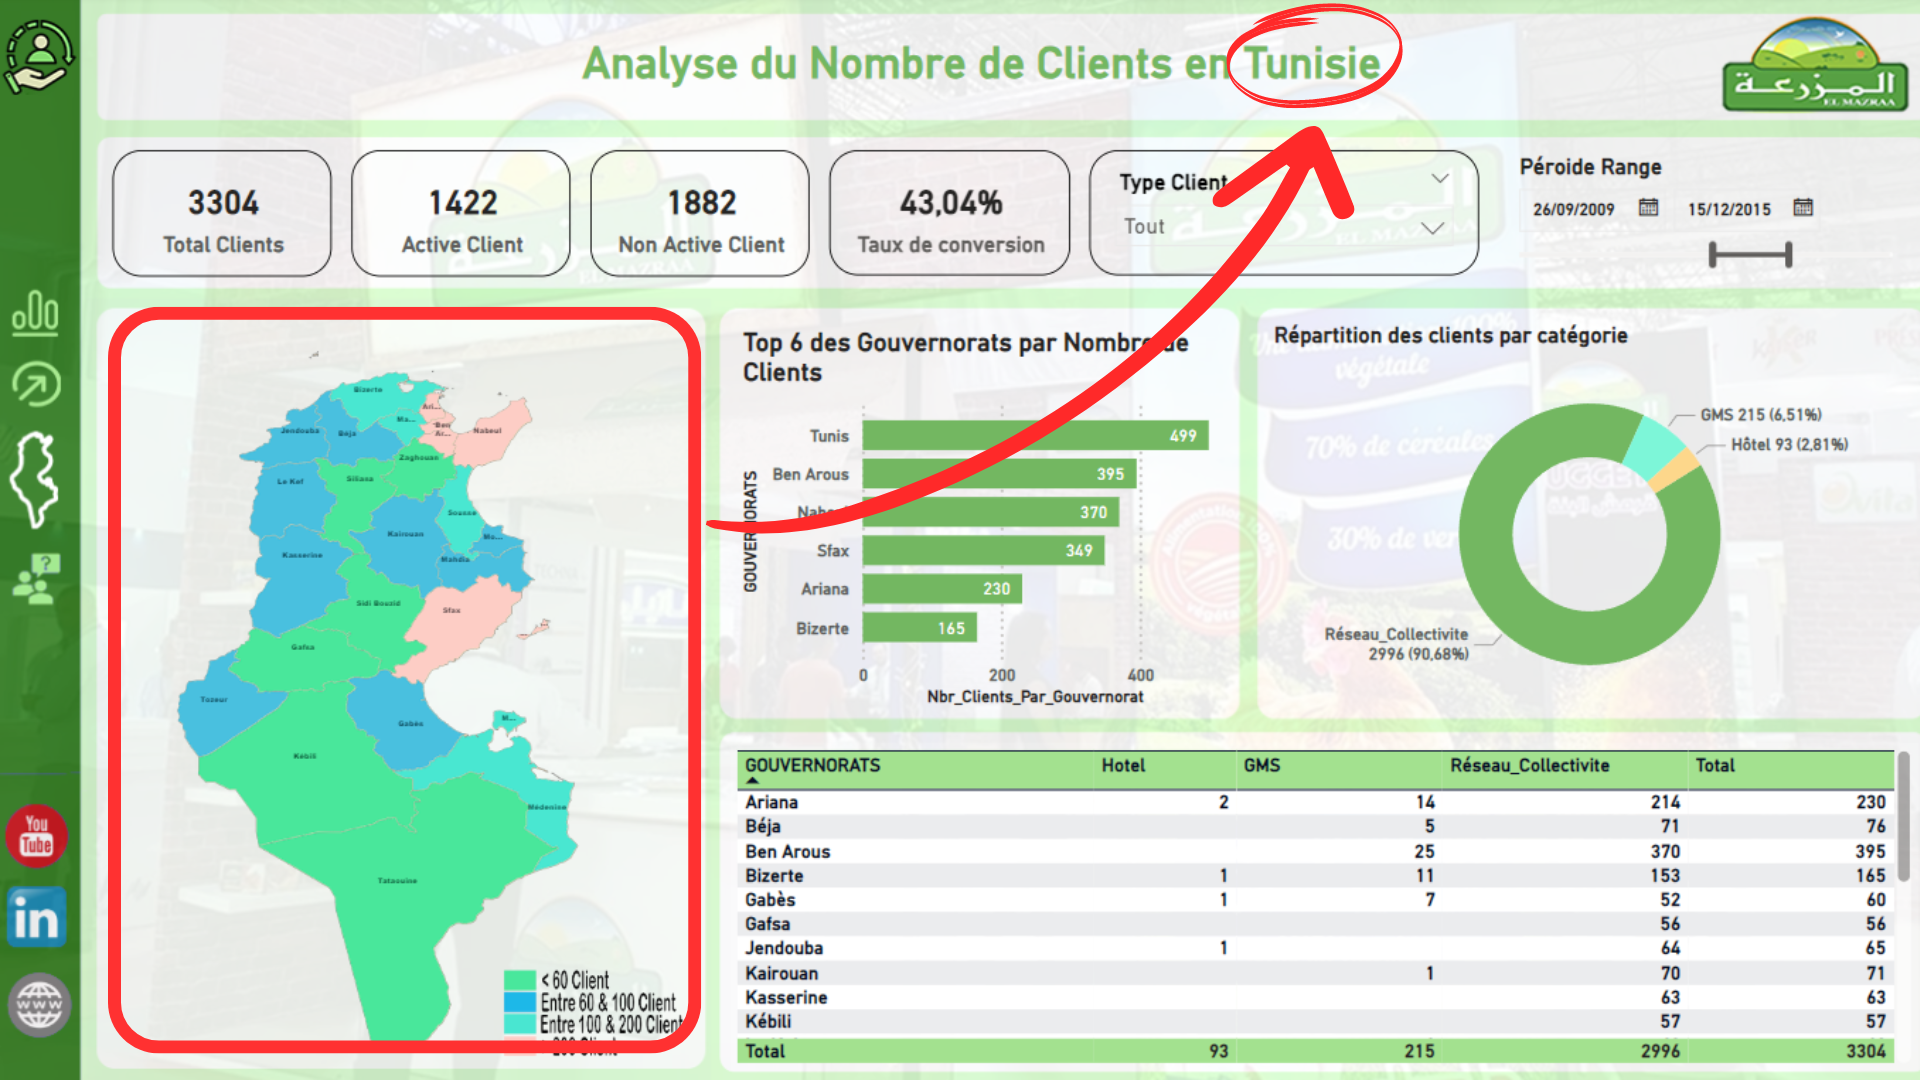 Analyse du Nombre de Clients en Tunisie
المزرعة
EL MAZRAA
3304
Total Clients
1422
Active Client
1882
Non Active Client
43,04%
Taux de conversion
Type Client
Tout
Péroide Range
26/09/2009
15/12/2015
Bizerte
Ari...
Ma...
Ben
Ar...
Nabeul
Jendouba
Béja
Zaghouan
Le Kef
Siliana
Sousse
Kairouan
Mo...
Kasserine
Mahdia
Sidi Bouzid
Sfax
Gafsa
Tozeur
Gabès
M...
Kébili
Médenine
Tataouine
< 60 Client
Entre 60 & 100 Client
Entre 100 & 200 Client
Top 6 des Gouvernorats par Nombre de
Clients
GOUVERNORATS
Tunis 499
Ben Arous 395
370
Sfax 349
Ariana 230
Bizerte 165
0 200 400
Nbr_Clients_Par_Gouvernorat
Répartition des clients par catégorie
GMS 215 (6,51%)
Hôtel 93 (2,81%)
Réseau_Collectivite
2996 (90,68%)
végétale
70% de céréales
30% de
GOUVERNORATS Hotel GMS Réseau_Collectivite Total
Ariana 2 14 214 230
Béja 5 71 76
Ben Arous 25 370 395
Bizerte 1 11 153 165
Gabès 1 7 52 60
Gafsa 56 56
Jendouba 1 64 65
Kairouan 1 70 71
Kasserine 63 63
Kébili 57 57
Total 93 215 2996 3304
You
Tube
in
WWW